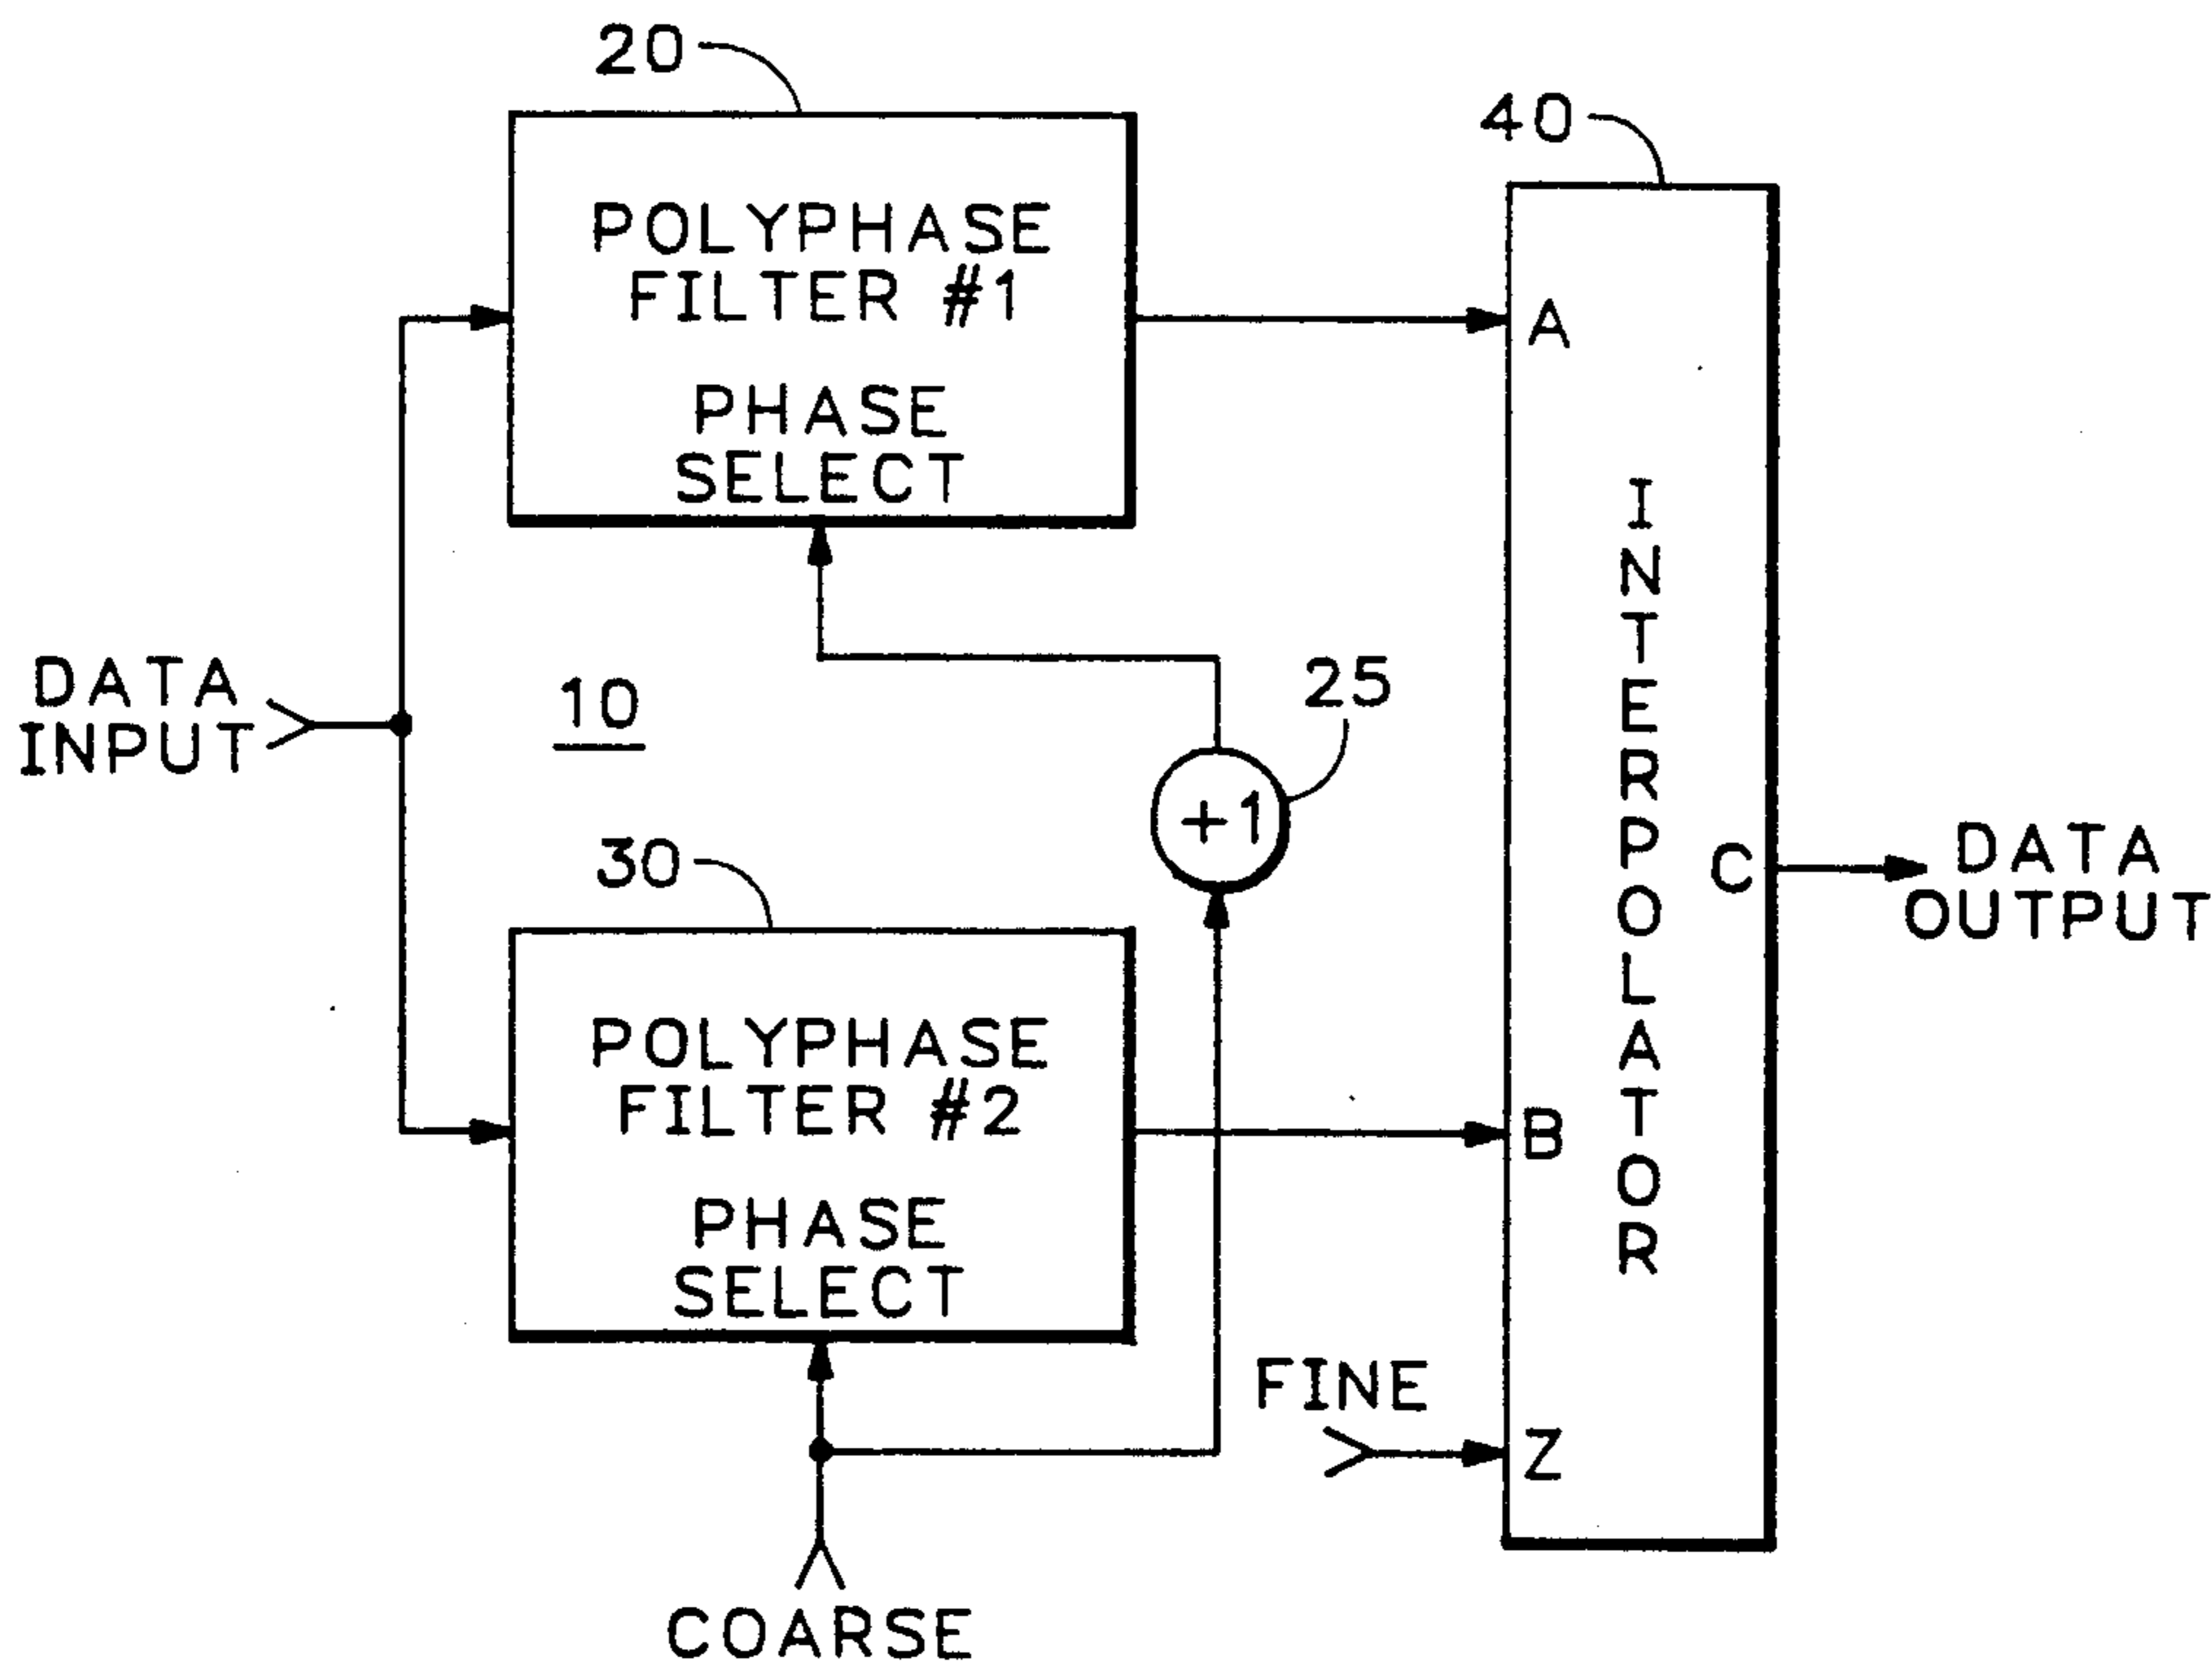 20
40
POLYPHASE
FILTER #1
PHASE
SELECT
A
INTERPOLATOR
DATA
INPUT
10
25
+1
30
C
DATA
OUTPUT
POLYPHASE
FILTER #2
PHASE
SELECT
B
FINE
Z
COARSE